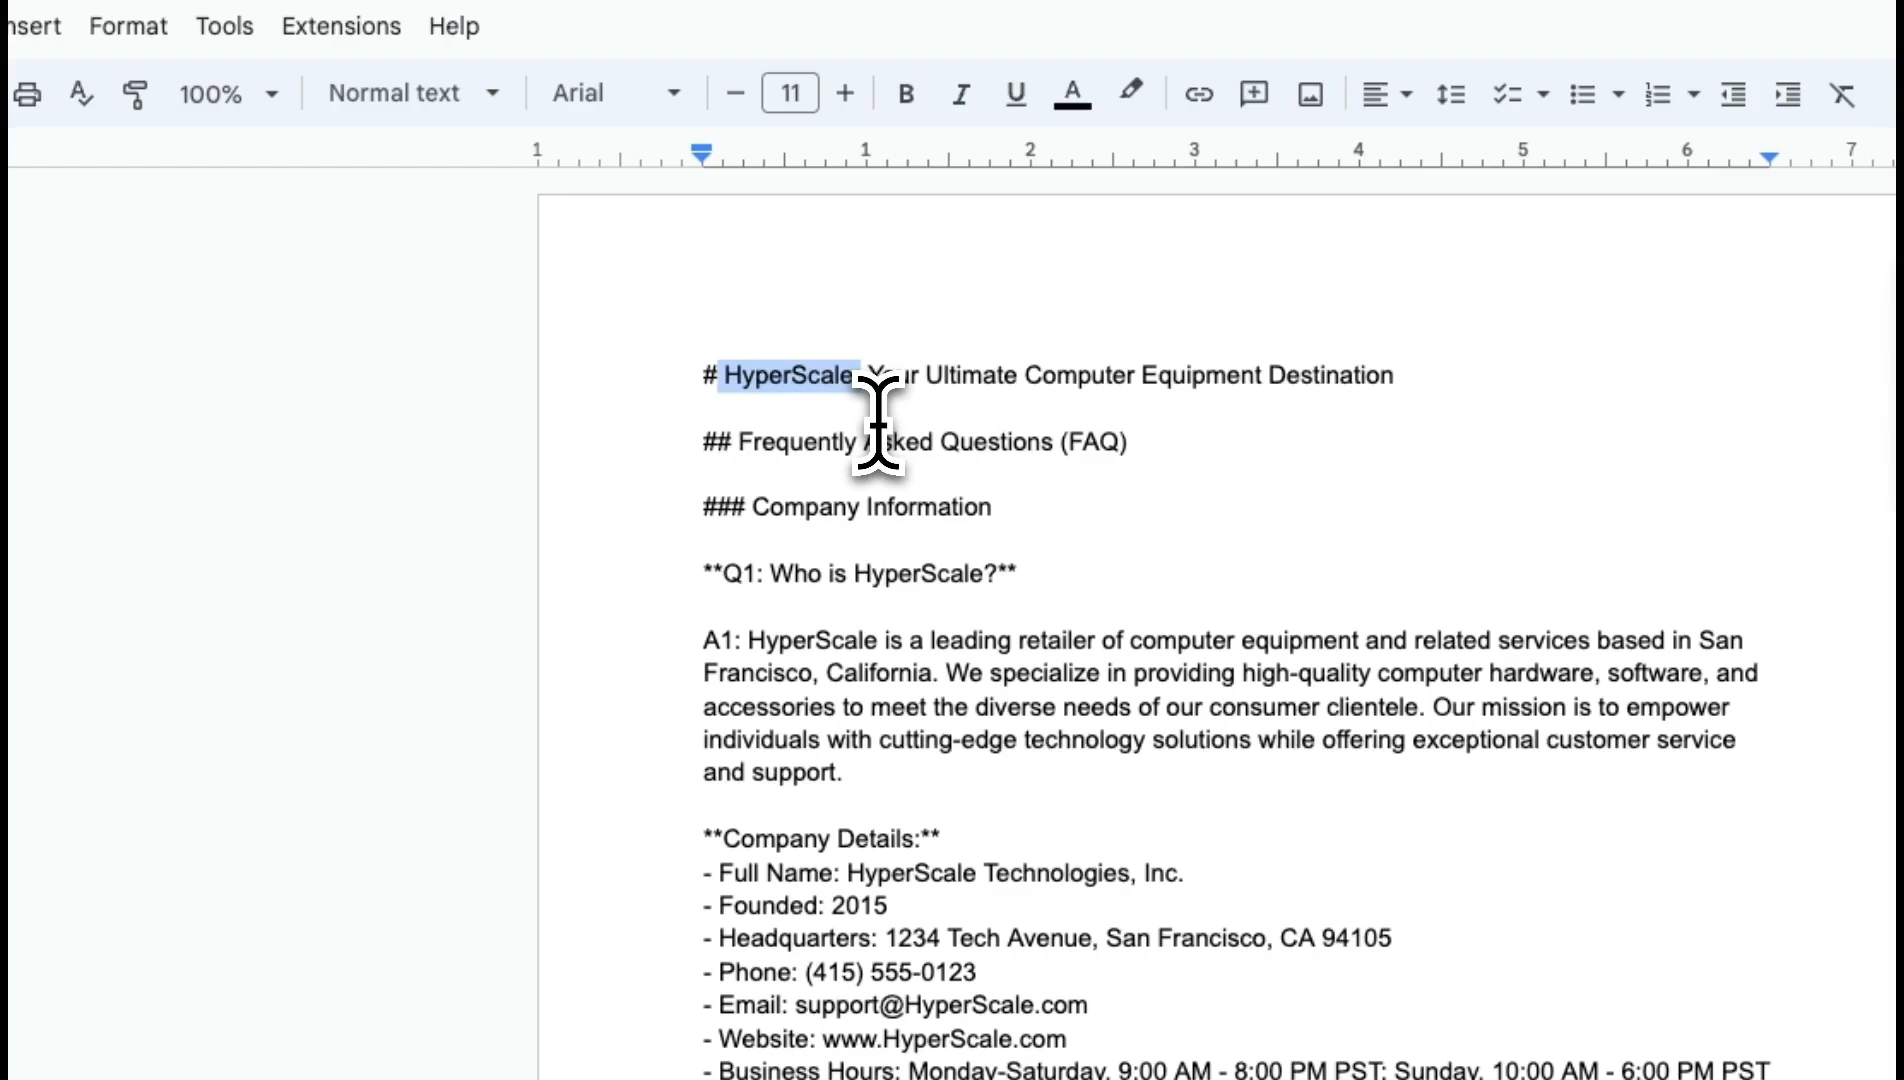 nsert Format Tools Extensions Help
100% Normal text Arial 11 B I U A
1 1 2 3 4 5 6 7
# HyperScale Your Ultimate Computer Equipment Destination
## Frequently Asked Questions (FAQ)
### Company Information
**Q1: Who is HyperScale?**
A1: HyperScale is a leading retailer of computer equipment and related services based in San
Francisco, California. We specialize in providing high-quality computer hardware, software, and
accessories to meet the diverse needs of our consumer clientele. Our mission is to empower
individuals with cutting-edge technology solutions while offering exceptional customer service
and support.
**Company Details:**
- Full Name: HyperScale Technologies, Inc.
- Founded: 2015
- Headquarters: 1234 Tech Avenue, San Francisco, CA 94105
- Phone: (415) 555-0123
- Email: support@HyperScale.com
- Website: www.HyperScale.com
- Business Hours: Monday-Saturday, 9:00 AM - 8:00 PM PST; Sunday, 10:00 AM - 6:00 PM PST